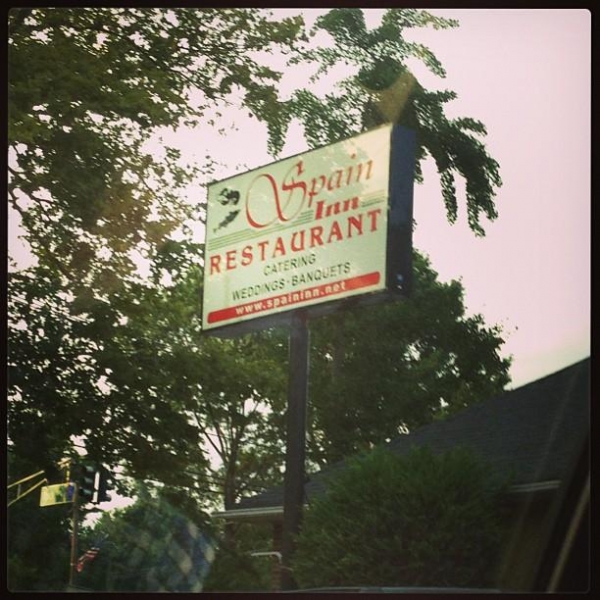 Spain
Inn
RESTAURANT
CATERING
WEDDINGS·BANQUETS
www.spaininn.net